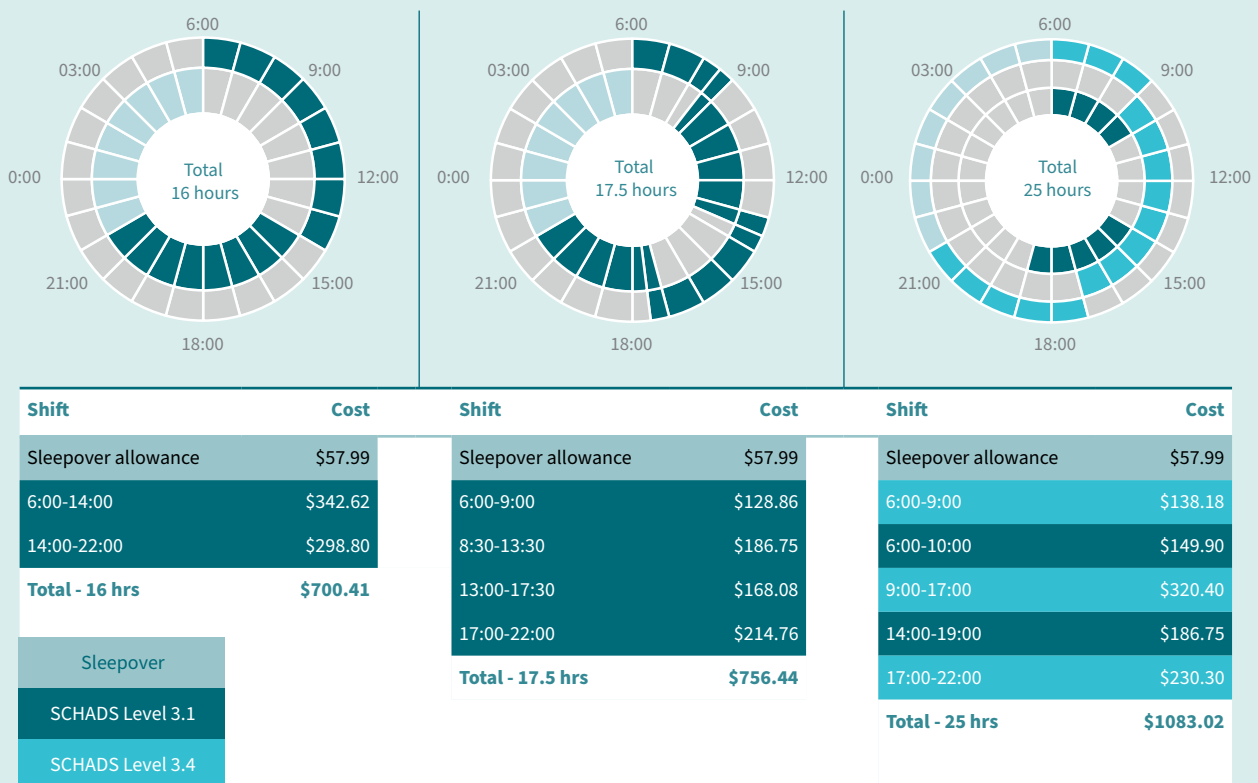 6:00
03:00
9:00
0:00
Total
16 hours
12:00
21:00
15:00
18:00
6:00
03:00
9:00
0:00
Total
17.5 hours
12:00
21:00
15:00
18:00
6:00
03:00
9:00
0:00
Total
25 hours
12:00
21:00
15:00
18:00
Shift Cost
Sleepover allowance $57.99
6:00-14:00 $342.62
14:00-22:00 $298.80
Total - 16 hrs $700.41
Shift Cost
Sleepover allowance $57.99
6:00-9:00 $128.86
8:30-13:30 $186.75
13:00-17:30 $168.08
17:00-22:00 $214.76
Total - 17.5 hrs $756.44
Shift Cost
Sleepover allowance $57.99
6:00-9:00 $138.18
6:00-10:00 $149.90
9:00-17:00 $320.40
14:00-19:00 $186.75
17:00-22:00 $230.30
Total - 25 hrs $1083.02
Sleepover
SCHADS Level 3.1
SCHADS Level 3.4